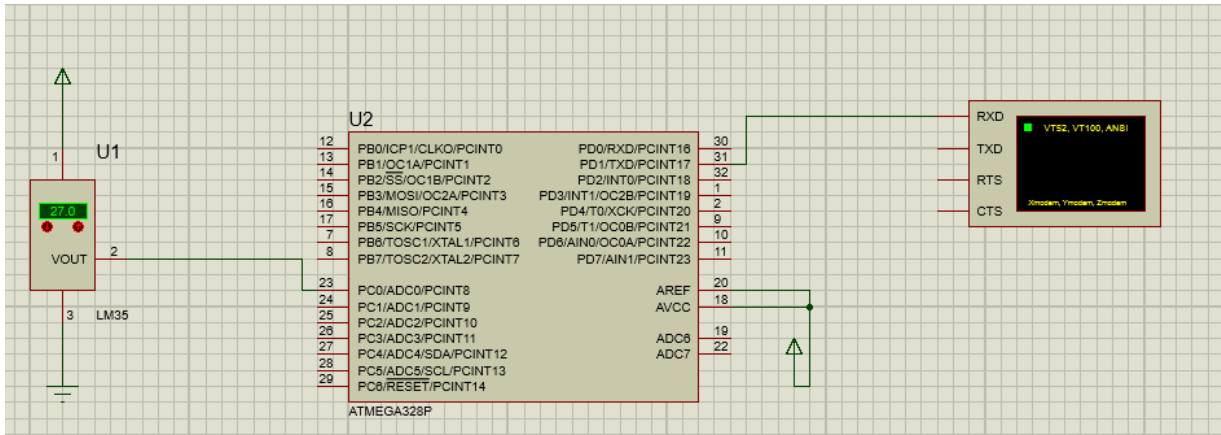 U1
1
27.0
VOUT
2
3
LM35
U2
12 PB0/ICP1/CLKO/PCINT0 PD0/RXD/PCINT16 30
13 PB1/OC1A/PCINT1 PD1/TXD/PCINT17 31
14 PB2/SS/OC1B/PCINT2 PD2/INT0/PCINT18 32
15 PB3/MOSI/OC2A/PCINT3 PD3/INT1/OC2B/PCINT19 1
16 PB4/MISO/PCINT4 PD4/T0/XCK/PCINT20 2
17 PB5/SCK/PCINT5 PD5/T1/OC0B/PCINT21 9
7 PB6/TOSC1/XTAL1/PCINT6 PD6/AIN0/OC0A/PCINT22 10
8 PB7/TOSC2/XTAL2/PCINT7 PD7/AIN1/PCINT23 11
23 PC0/ADC0/PCINT8 AREF 20
24 PC1/ADC1/PCINT9 AVCC 18
25 PC2/ADC2/PCINT10
26 PC3/ADC3/PCINT11 ADC6 19
27 PC4/ADC4/SDA/PCINT12 ADC7 22
28 PC5/ADC5/SCL/PCINT13
29 PC6/RESET/PCINT14
ATMEGA328P
RXD
TXD
RTS
CTS
VT52, VT100, ANSI
Xmodem, Ymodem, Zmodem